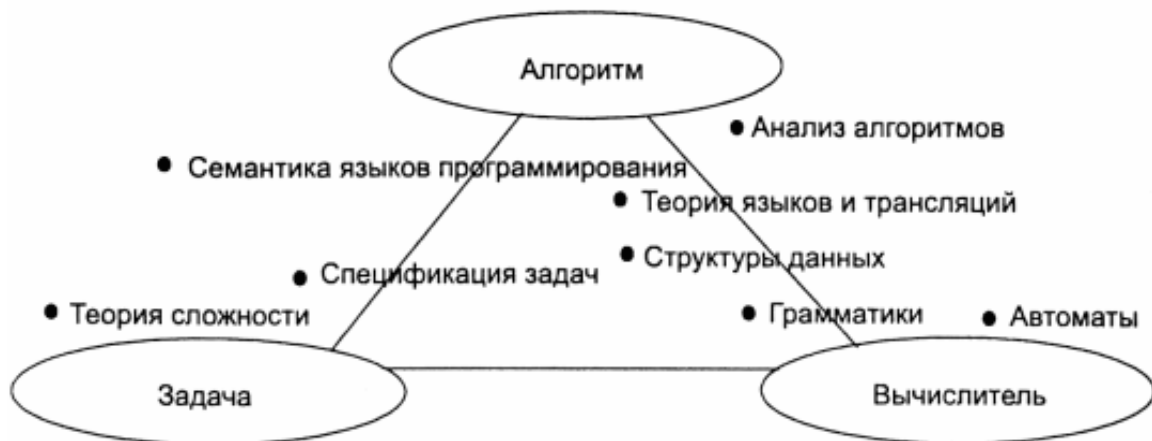 Алгоритм
• Анализ алгоритмов
• Семантика языков программирования
• Теория языков и трансляций
• Структуры данных
• Спецификация задач
• Теория сложности
• Грамматики
• Автоматы
Задача
Вычислитель